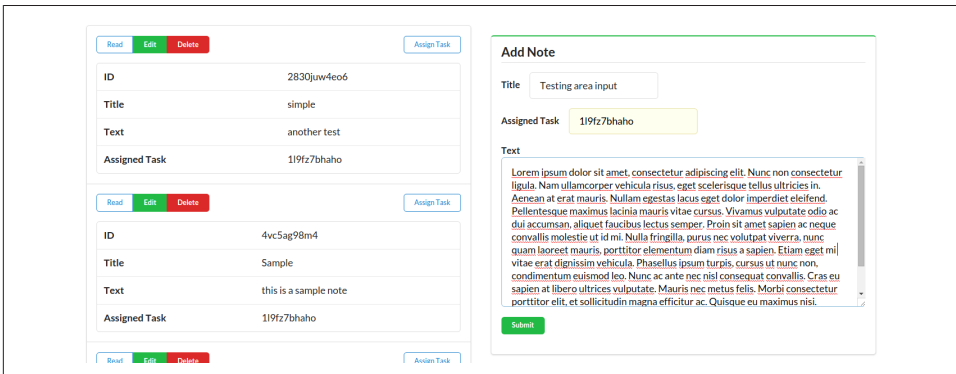 Read Edit Delete Assign Task
ID 2830juw4eo6
Title simple
Text another test
Assigned Task 1l9fz7bhaho
Read Edit Delete Assign Task
ID 4vc5ag98m4
Title Sample
Text this is a sample note
Assigned Task 1l9fz7bhaho
Read Edit Delete Assign Task
Add Note
Title Testing area input
Assigned Task 1l9fz7bhaho
Text
Lorem ipsum dolor sit amet, consectetur adipiscing elit. Nunc non consectetur
ligula. Nam ullamcorper vehicula risus, eget scelerisque tellus ultricies in.
Aenean at erat mauris. Nullam egestas lacus eget dolor imperdiet eleifend.
Pellentesque maximus lacinia mauris vitae cursus. Vivamus vulputate odio ac
dui accumsan, aliquet faucibus lectus semper. Proin sit amet sapien ac neque
convallis molestie ut id mi. Nulla fringilla, purus nec volutpat viverra, nunc
quam laoreet mauris, porttitor elementum diam risus a sapien. Etiam eget mi
vitae erat dignissim vehicula. Phasellus ipsum turpis, cursus ut nunc non,
condimentum euismod leo. Nunc ac ante nec nisl consequat convallis. Cras eu
sapien at libero ultrices vulputate. Mauris nec metus felis. Morbi consectetur
porttitor elit, et sollicitudin magna efficitur ac. Quisque eu maximus nisi.
Submit